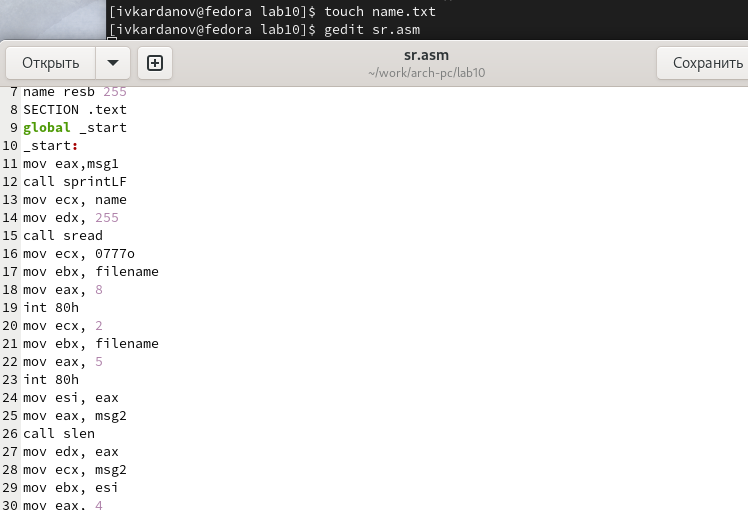 [ivkardanov@fedora lab10]$ touch name.txt
[ivkardanov@fedora lab10]$ gedit sr.asm
Открыть
sr.asm
~/work/arch-pc/lab10
Сохранить
7 name resb 255
8 SECTION .text
9 global _start
10 _start:
11 mov eax,msg1
12 call sprintLF
13 mov ecx, name
14 mov edx, 255
15 call sread
16 mov ecx, 0777o
17 mov ebx, filename
18 mov eax, 8
19 int 80h
20 mov ecx, 2
21 mov ebx, filename
22 mov eax, 5
23 int 80h
24 mov esi, eax
25 mov eax, msg2
26 call slen
27 mov edx, eax
28 mov ecx, msg2
29 mov ebx, esi
30 mov eax, 4